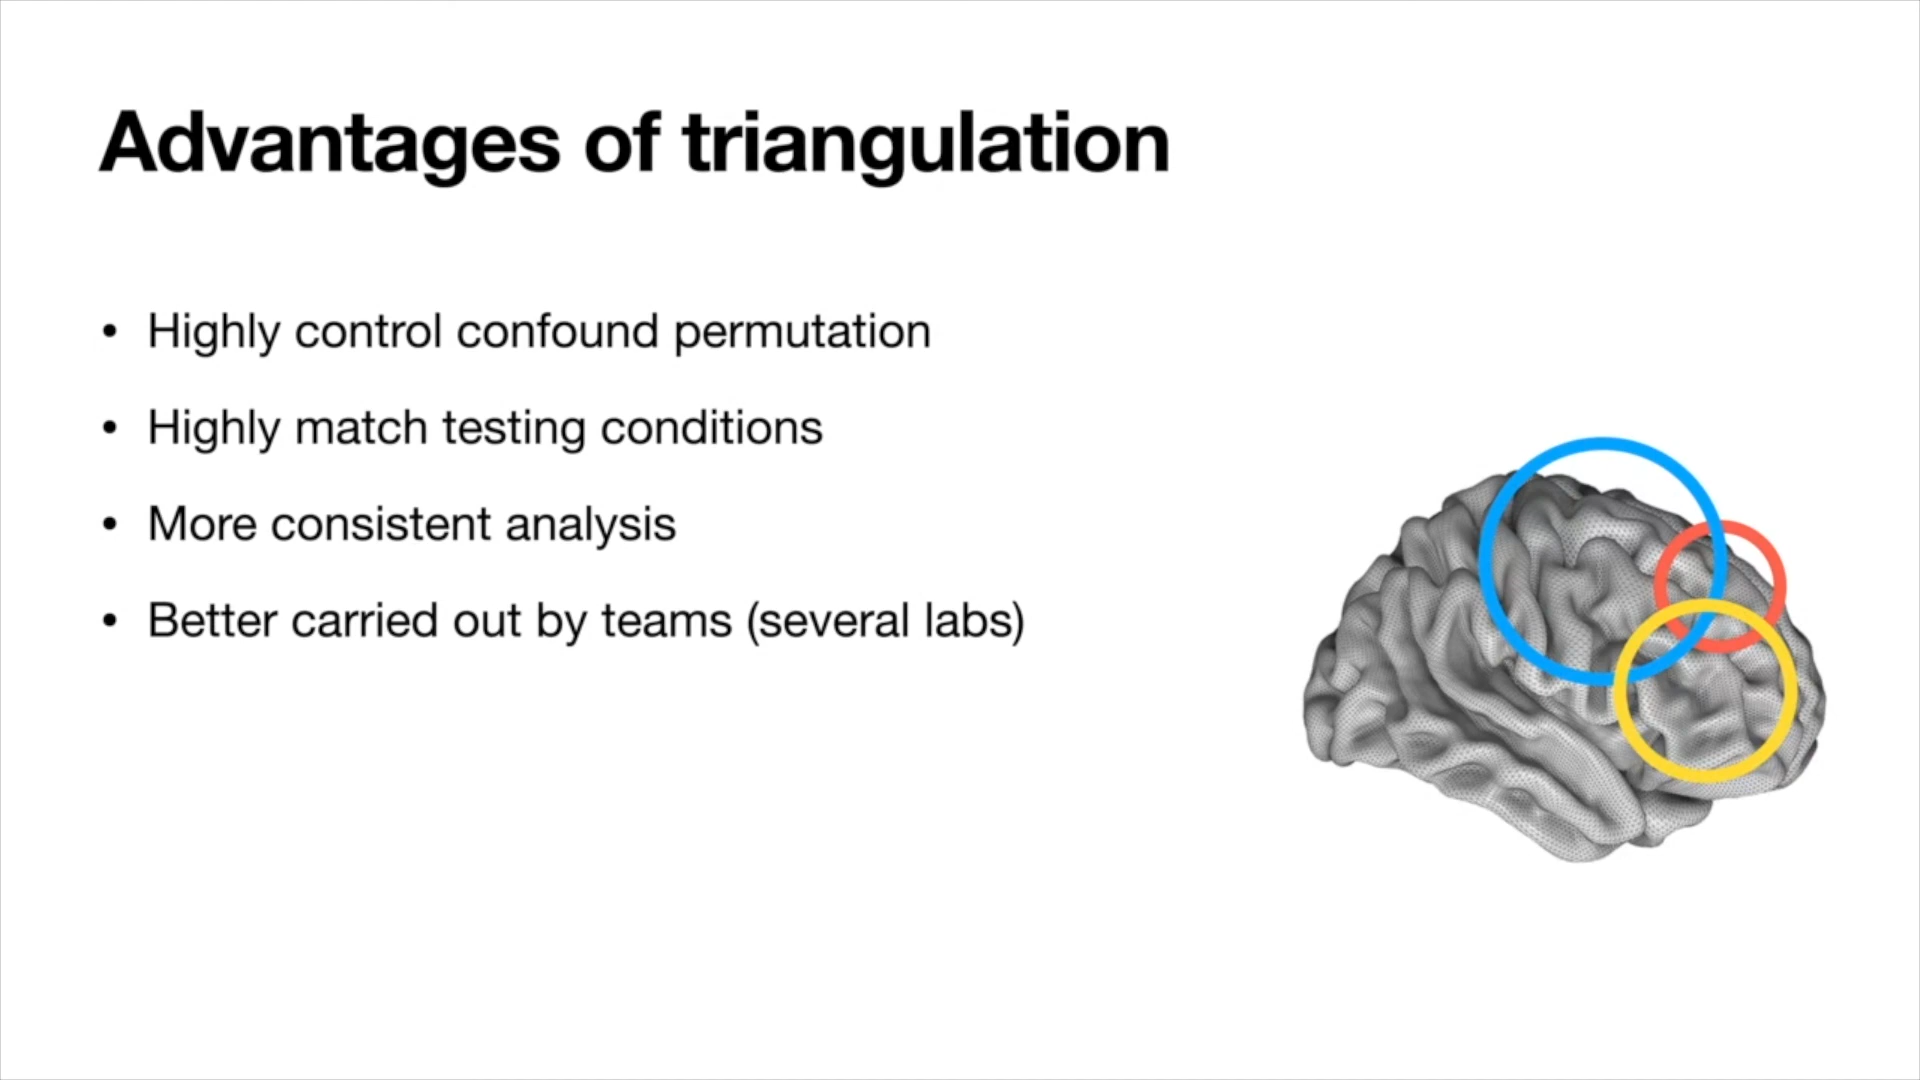 Advantages of triangulation
• Highly control confound permutation
• Highly match testing conditions
• More consistent analysis
• Better carried out by teams (several labs)